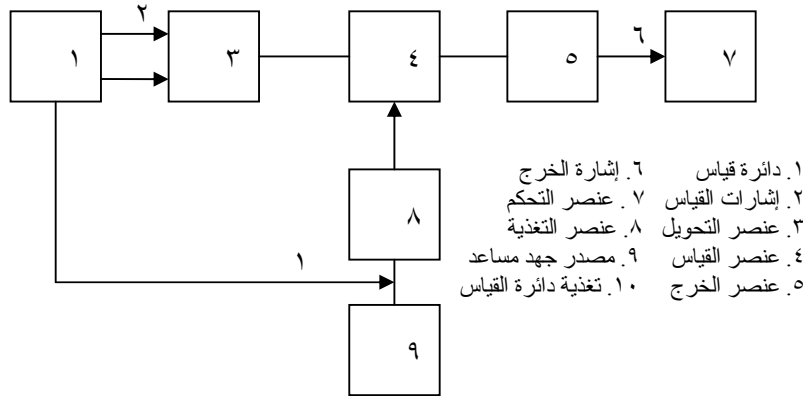 ٢
٦
١ ٣ ٤ ٥ ٧
٨
١
٩
١. دائرة قياس ٦. إشارة الخرج
٢. إشارات القياس ٧. عنصر التحكم
٣. عنصر التحويل ٨. عنصر التغذية
٤. عنصر القياس ٩. مصدر جهد مساعد
٥. عنصر الخرج ١٠. تغذية دائرة القياس